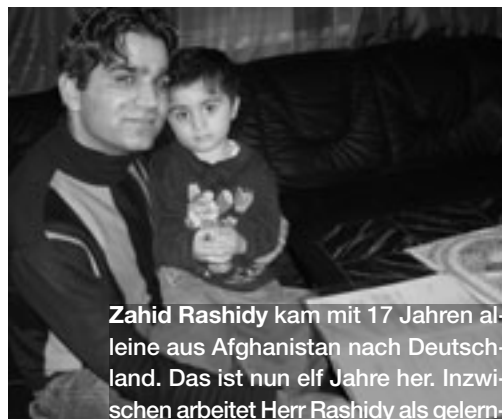 Zahid Rashidy kam mit 17 Jahren al-
leine aus Afghanistan nach Deutsch-
land. Das ist nun elf Jahre her. Inzwi-
schen arbeitet Herr Rashidy als gelern-